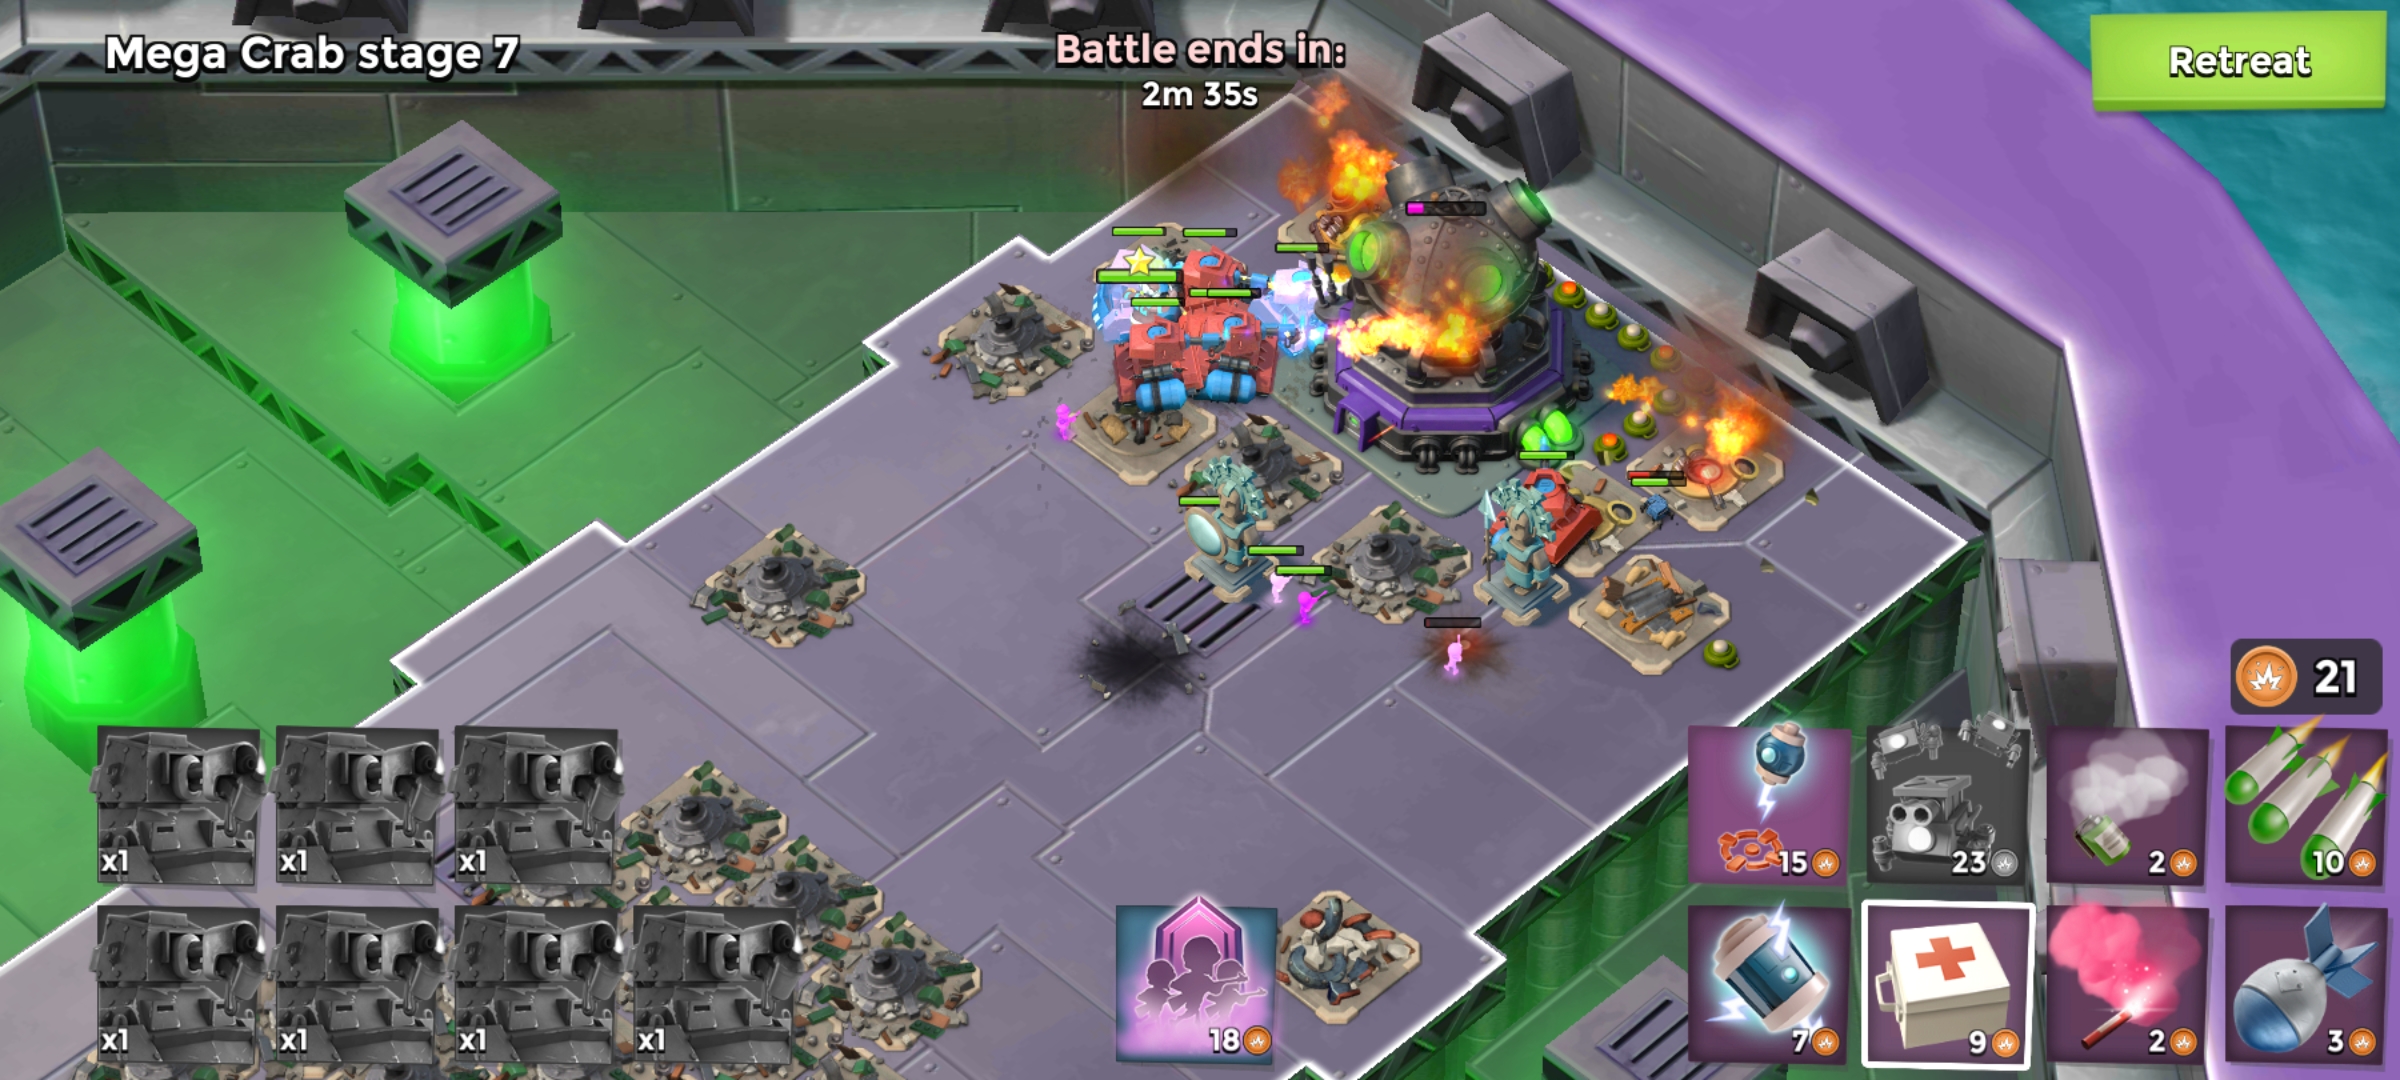 Mega Crab stage 7
Battle ends in:
2m 35s
Retreat
21
x1
x1
x1
15
23
2
10
x1
x1
x1
x1
18
7
9
2
3